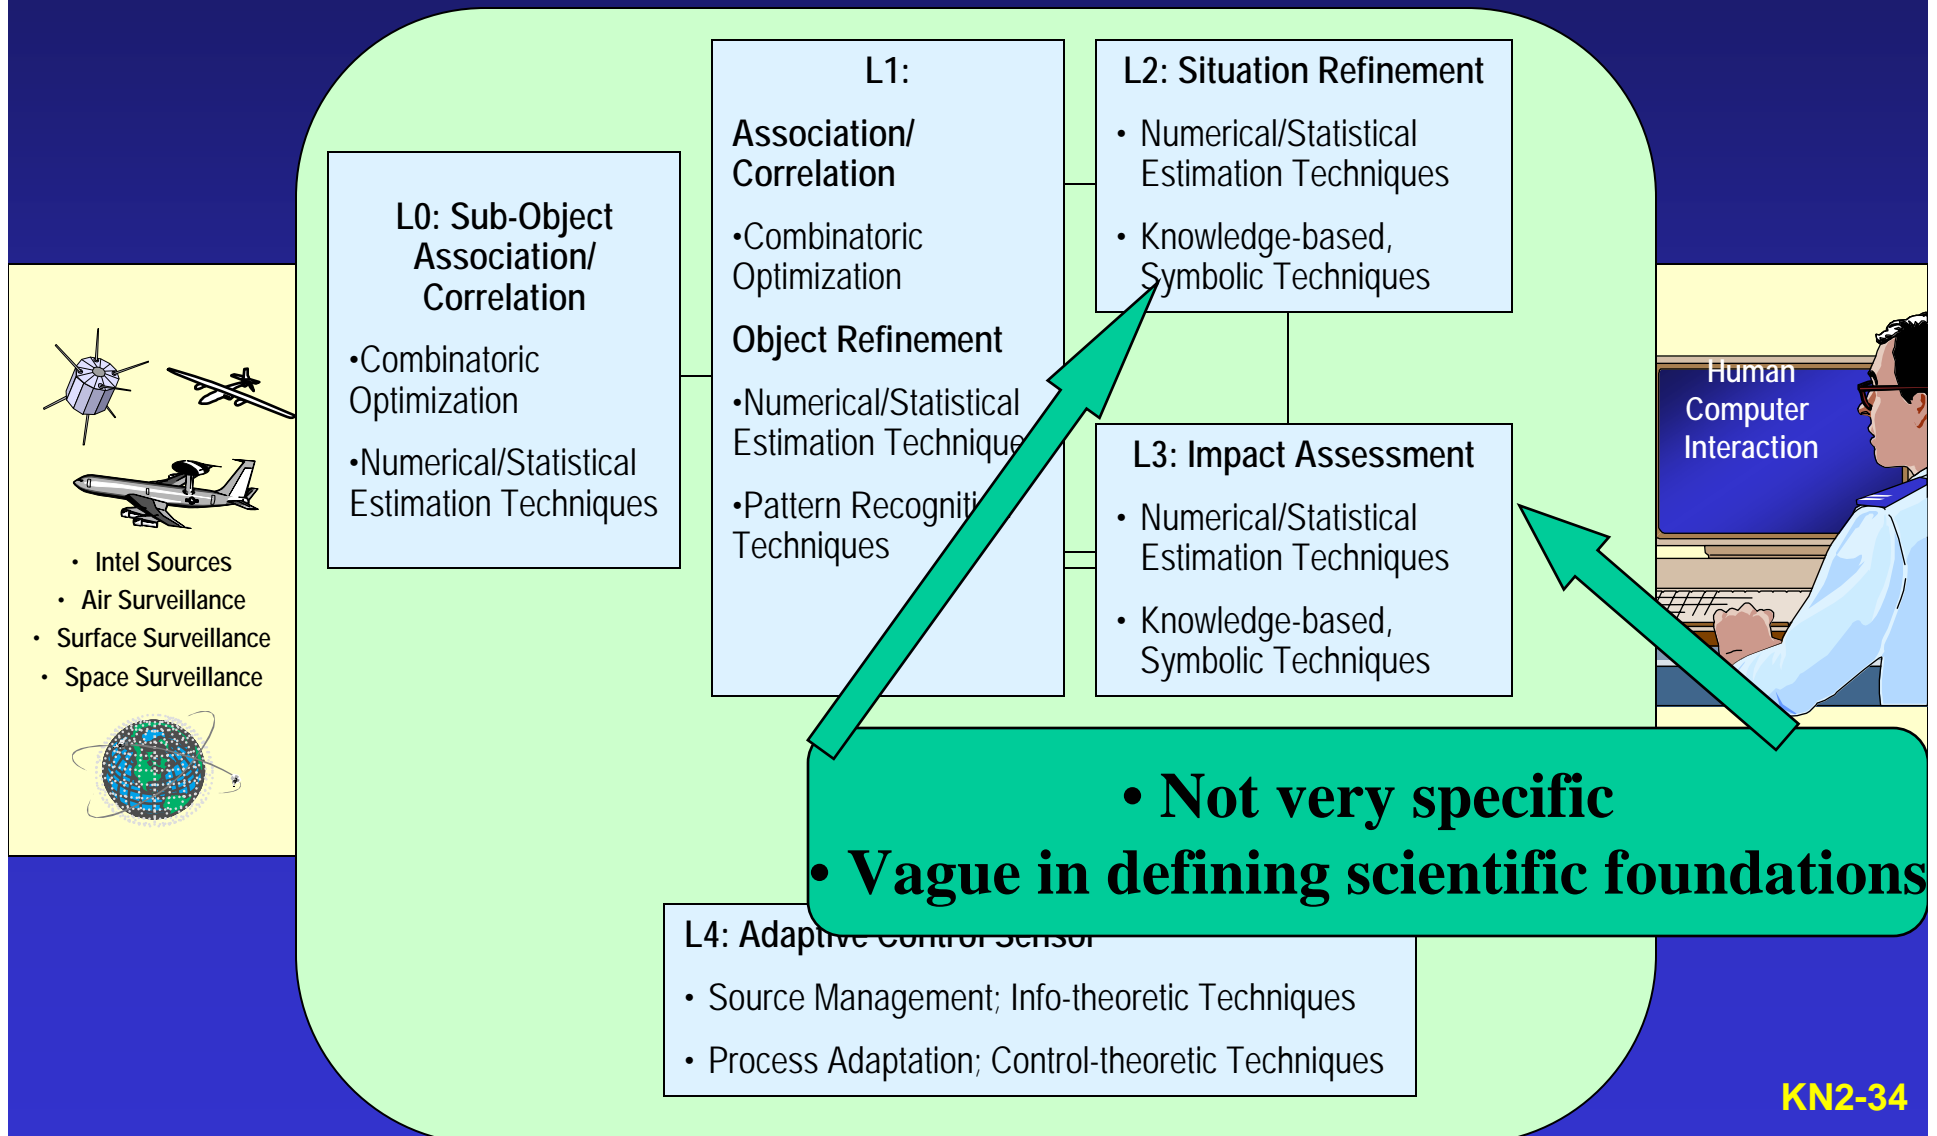 • Intel Sources
• Air Surveillance
• Surface Surveillance
• Space Surveillance
L0: Sub-Object
Association/
Correlation
•Combinatoric
Optimization
•Numerical/Statistical
Estimation Techniques
L1:
Association/
Correlation
•Combinatoric
Optimization
Object Refinement
•Numerical/Statistical
Estimation Technique
•Pattern Recogniti
Techniques
L2: Situation Refinement
• Numerical/Statistical
Estimation Techniques
• Knowledge-based,
Symbolic Techniques
L3: Impact Assessment
• Numerical/Statistical
Estimation Techniques
• Knowledge-based,
Symbolic Techniques
Human
Computer
Interaction
• Not very specific
• Vague in defining scientific foundations
L4: Adaptive Control Sensor
• Source Management; Info-theoretic Techniques
• Process Adaptation; Control-theoretic Techniques
KN2-34